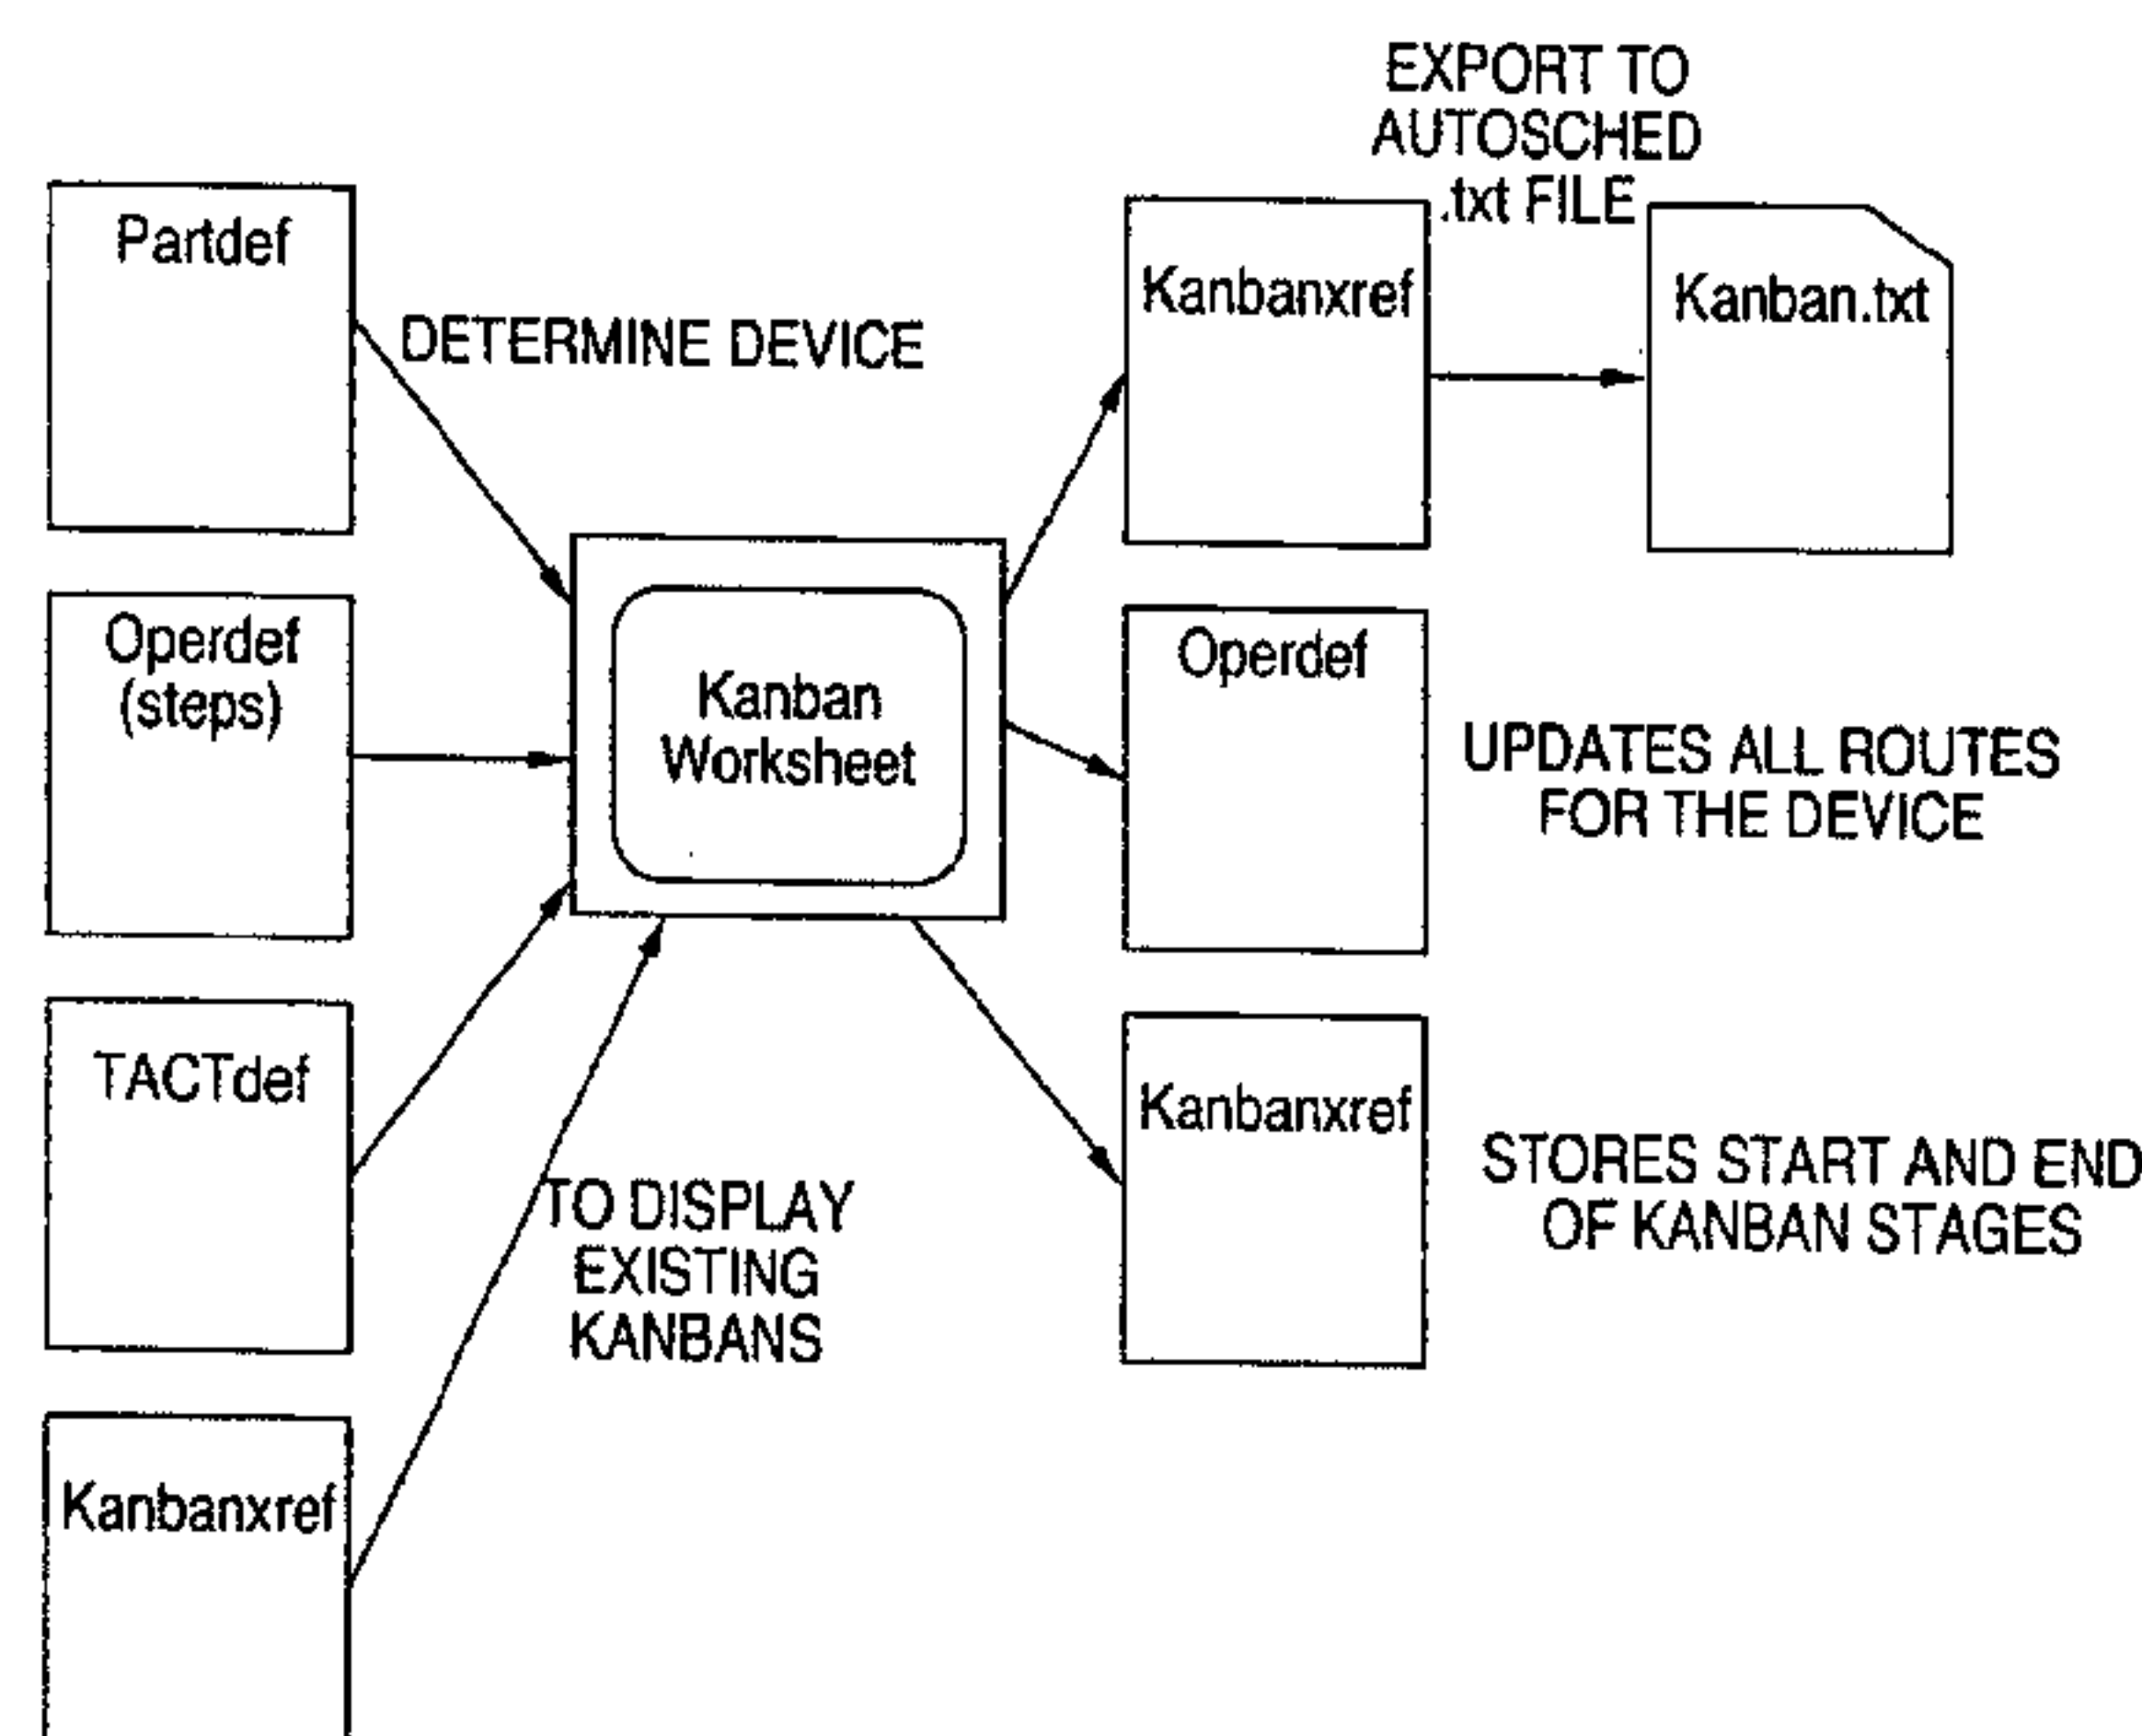 EXPORT TO
AUTOSCHED
.txt FILE
Partdef
DETERMINE DEVICE
Kanbanxref
Kanban.txt
Operdef
(steps)
Kanban
Worksheet
Operdef
UPDATES ALL ROUTES
FOR THE DEVICE
TACTdef
TO DISPLAY
EXISTING
KANBANS
Kanbanxref
STORES START AND END
OF KANBAN STAGES
Kanbanxref